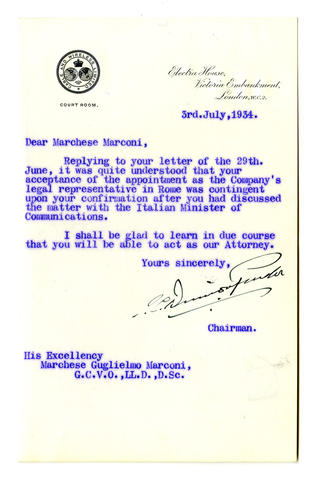 CABLE AND WIRELESS LIMITED
COURT ROOM.
Electra House,
Victoria Embankment,
London, W.C.2.
3rd.July,1934.
Dear Marchese Marconi,
Replying to your letter of the 29th.
June, it was quite understood that your
acceptance of the appointment as the Company's
legal representative in Rome was contingent
upon your confirmation after you had discussed
the matter with the Italian Minister of
Communications.
I shall be glad to learn in due course
that you will be able to act as our Attorney.
Yours sincerely,
Chairman.
His Excellency
Marchese Guglielmo Marconi,
G.C.V.O.,LL.D.,D.Sc.